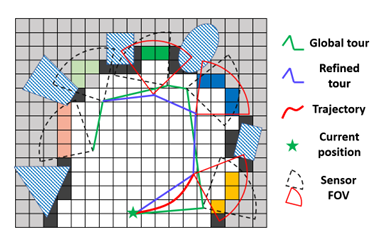 Global tour
Refined
tour
Trajectory
Current
position
Sensor
FOV